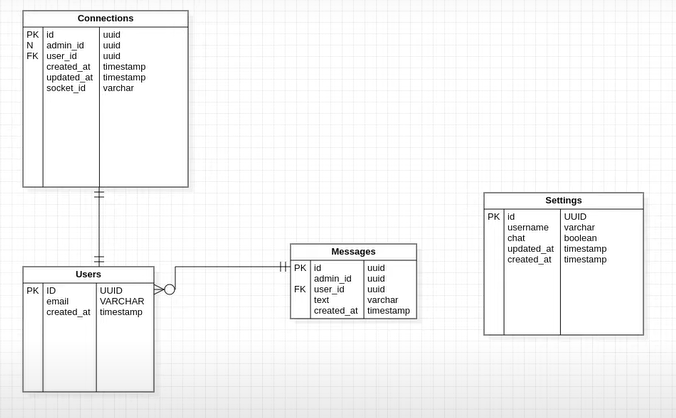 Connections
PK id uuid
N admin_id uuid
FK user_id uuid
created_at timestamp
updated_at timestamp
socket_id varchar
Settings
PK id UUID
username varchar
chat boolean
updated_at timestamp
created_at timestamp
Messages
PK id uuid
admin_id uuid
FK user_id uuid
text varchar
created_at timestamp
Users
PK ID UUID
email VARCHAR
created_at timestamp